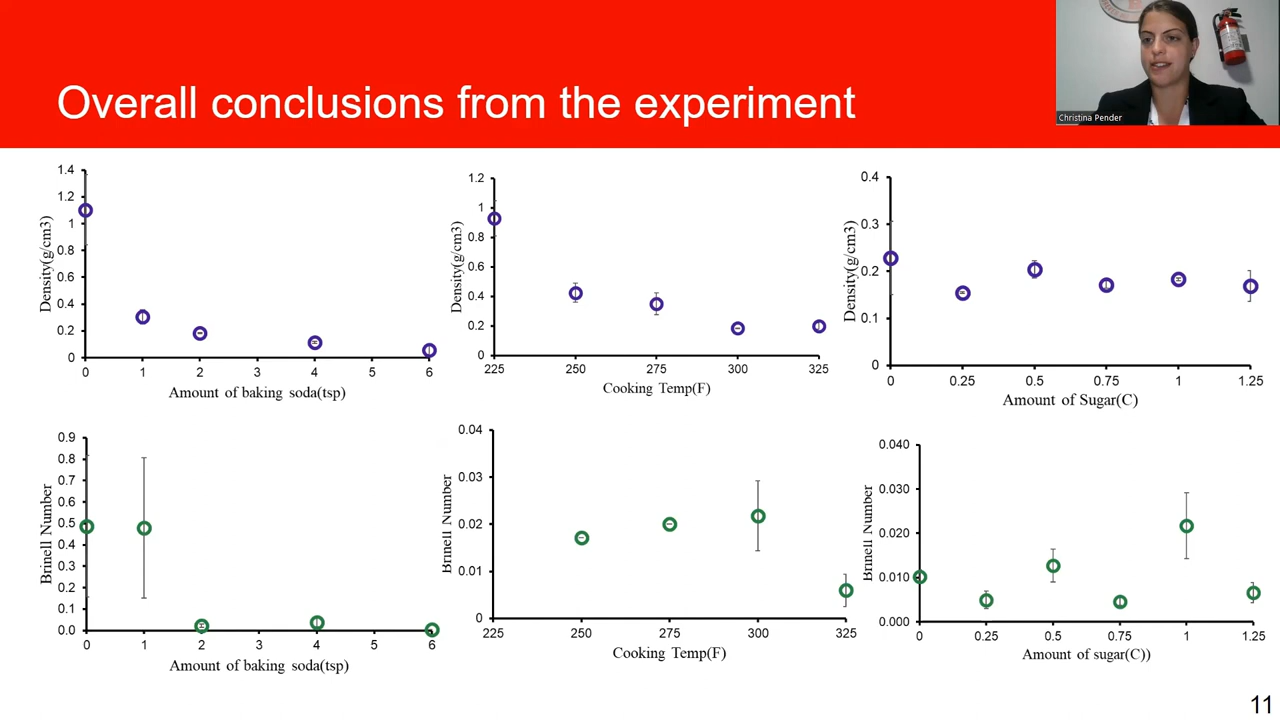 Overall conclusions from the experiment
Christina Pender
1.4
1.2
1
0.8
0.6
0.4
0.2
0
Density(g/cm3)
0 1 2 3 4 5 6
Amount of baking soda(tsp)
1.2
1
0.8
0.6
0.4
0.2
0
Density(g/cm3)
225 250 275 300 325
Cooking Temp(F)
0.4
0.3
0.2
0.1
0
Density(g/cm3)
0 0.25 0.5 0.75 1 1.25
Amount of Sugar(C)
0.9
0.8
0.7
0.6
0.5
0.4
0.3
0.2
0.1
0.0
Brinell Number
0 1 2 3 4 5 6
Amount of baking soda(tsp)
0.04
0.03
0.02
0.01
0
Brinell Number
225 250 275 300 325
Cooking Temp(F)
0.040
0.030
0.020
0.010
0.000
Brinell Number
0 0.25 0.5 0.75 1 1.25
Amount of sugar(C))
11